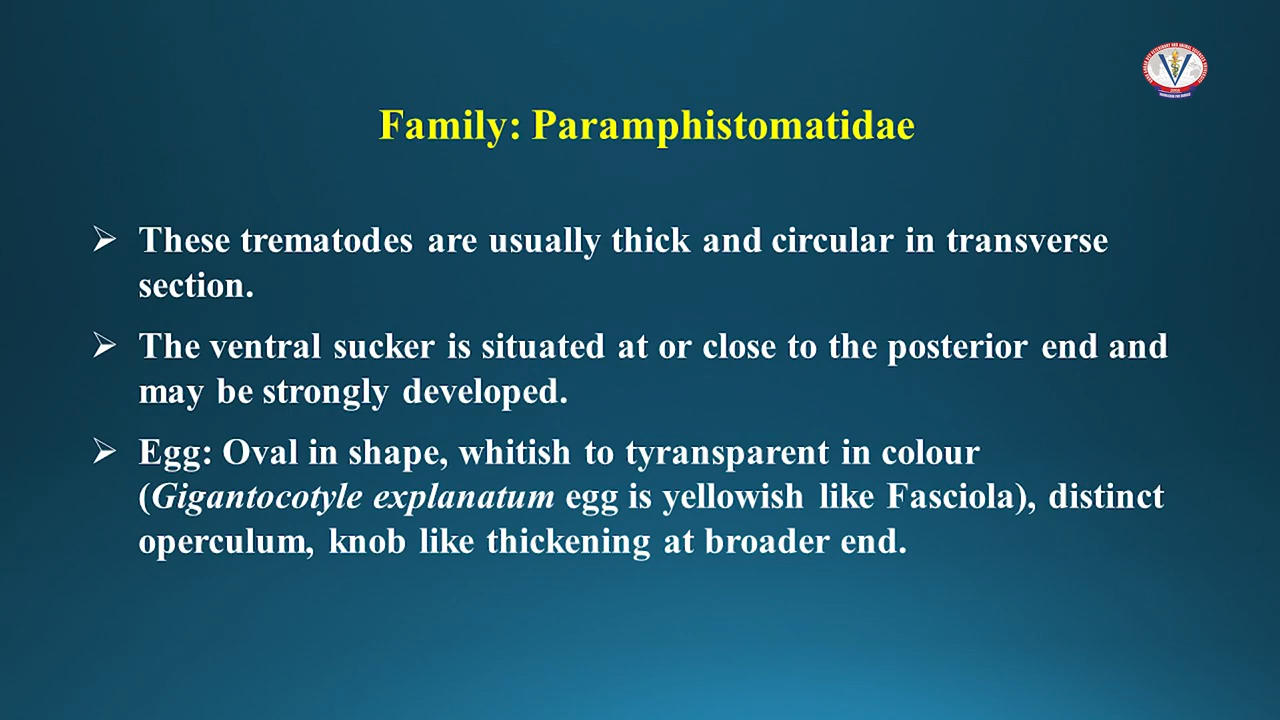 Family: Paramphistomatidae
➢ These trematodes are usually thick and circular in transverse
section.
➢ The ventral sucker is situated at or close to the posterior end and
may be strongly developed.
➢ Egg: Oval in shape, whitish to tyransparent in colour
(Gigantocotyle explanatum egg is yellowish like Fasciola), distinct
operculum, knob like thickening at broader end.